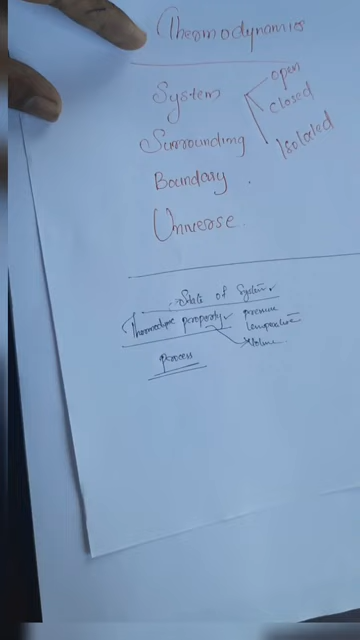 Thermodynamics
System open
closed
Isolated
Surrounding
Boundary
Universe.
State of System
Thermodynamic property pressure
temperature
Volume
process